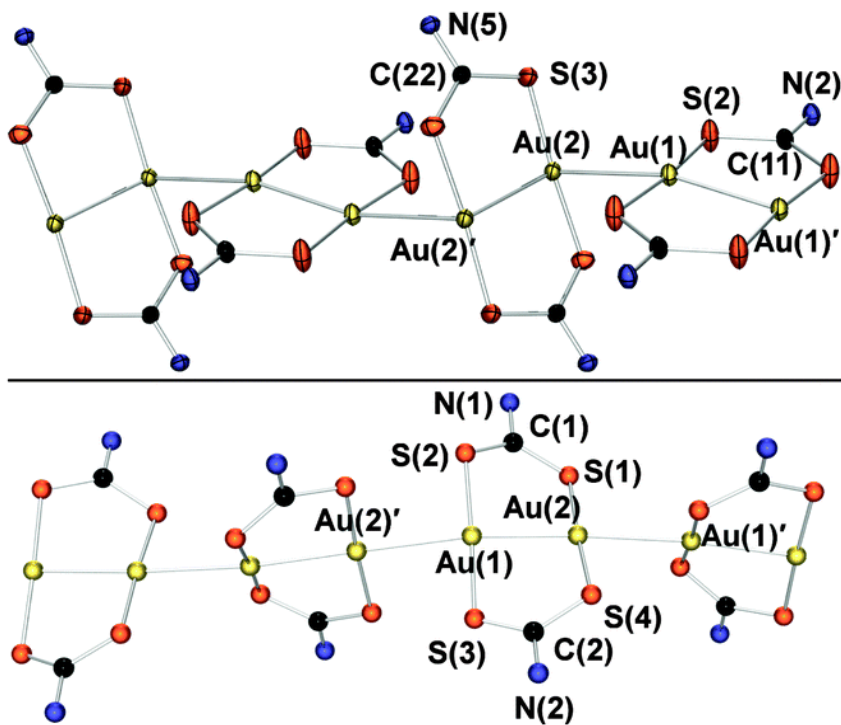 N(5)
C(22) S(3)
S(2) N(2)
Au(2) Au(1) C(11)
Au(2)′ Au(1)′
N(1) C(1)
S(2) S(1)
Au(2)′ Au(2) Au(1)′
Au(1)
S(3) C(2) S(4)
N(2)